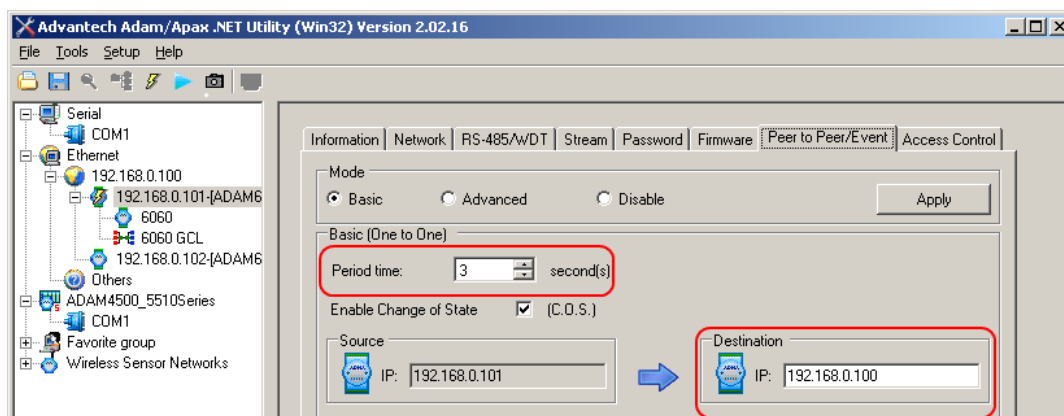 Advantech Adam/Apax .NET Utility (Win32) Version 2.02.16
File Tools Setup Help
Serial
COM1
Ethernet
192.168.0.100
192.168.0.101-[ADAM6
6060
6060 GCL
192.168.0.102-[ADAM6
Others
ADAM4500_5510Series
COM1
Favorite group
Wireless Sensor Networks
Information Network RS-485/WDT Stream Password Firmware Peer to Peer/Event Access Control
Mode
Basic Advanced Disable Apply
Basic (One to One)
Period time: 3 second(s)
Enable Change of State (C.O.S.)
Source Destination
IP: 192.168.0.101 IP: 192.168.0.100